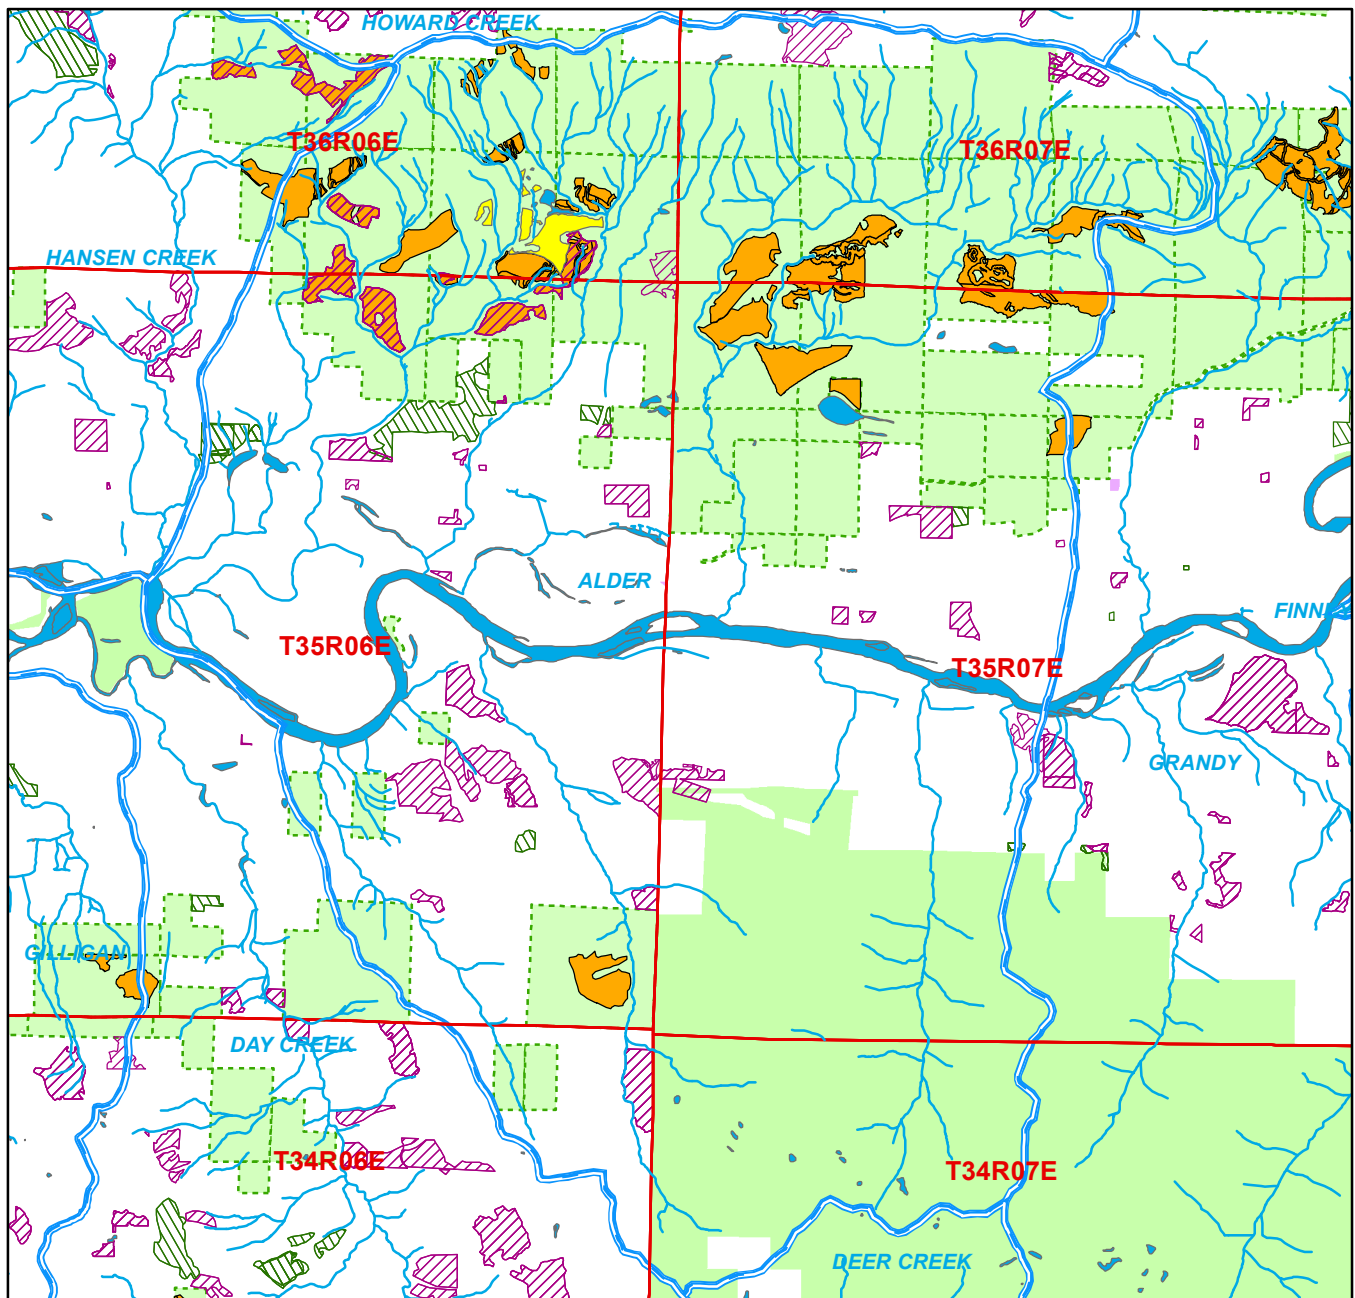 HOWARD CREEK
T36R06E
T36R07E
HANSEN CREEK
ALDER
FINN
T35R06E
T35R07E
GRANDY
GILLIGAN
DAY CREEK
T34R06E
T34R07E
DEER CREEK